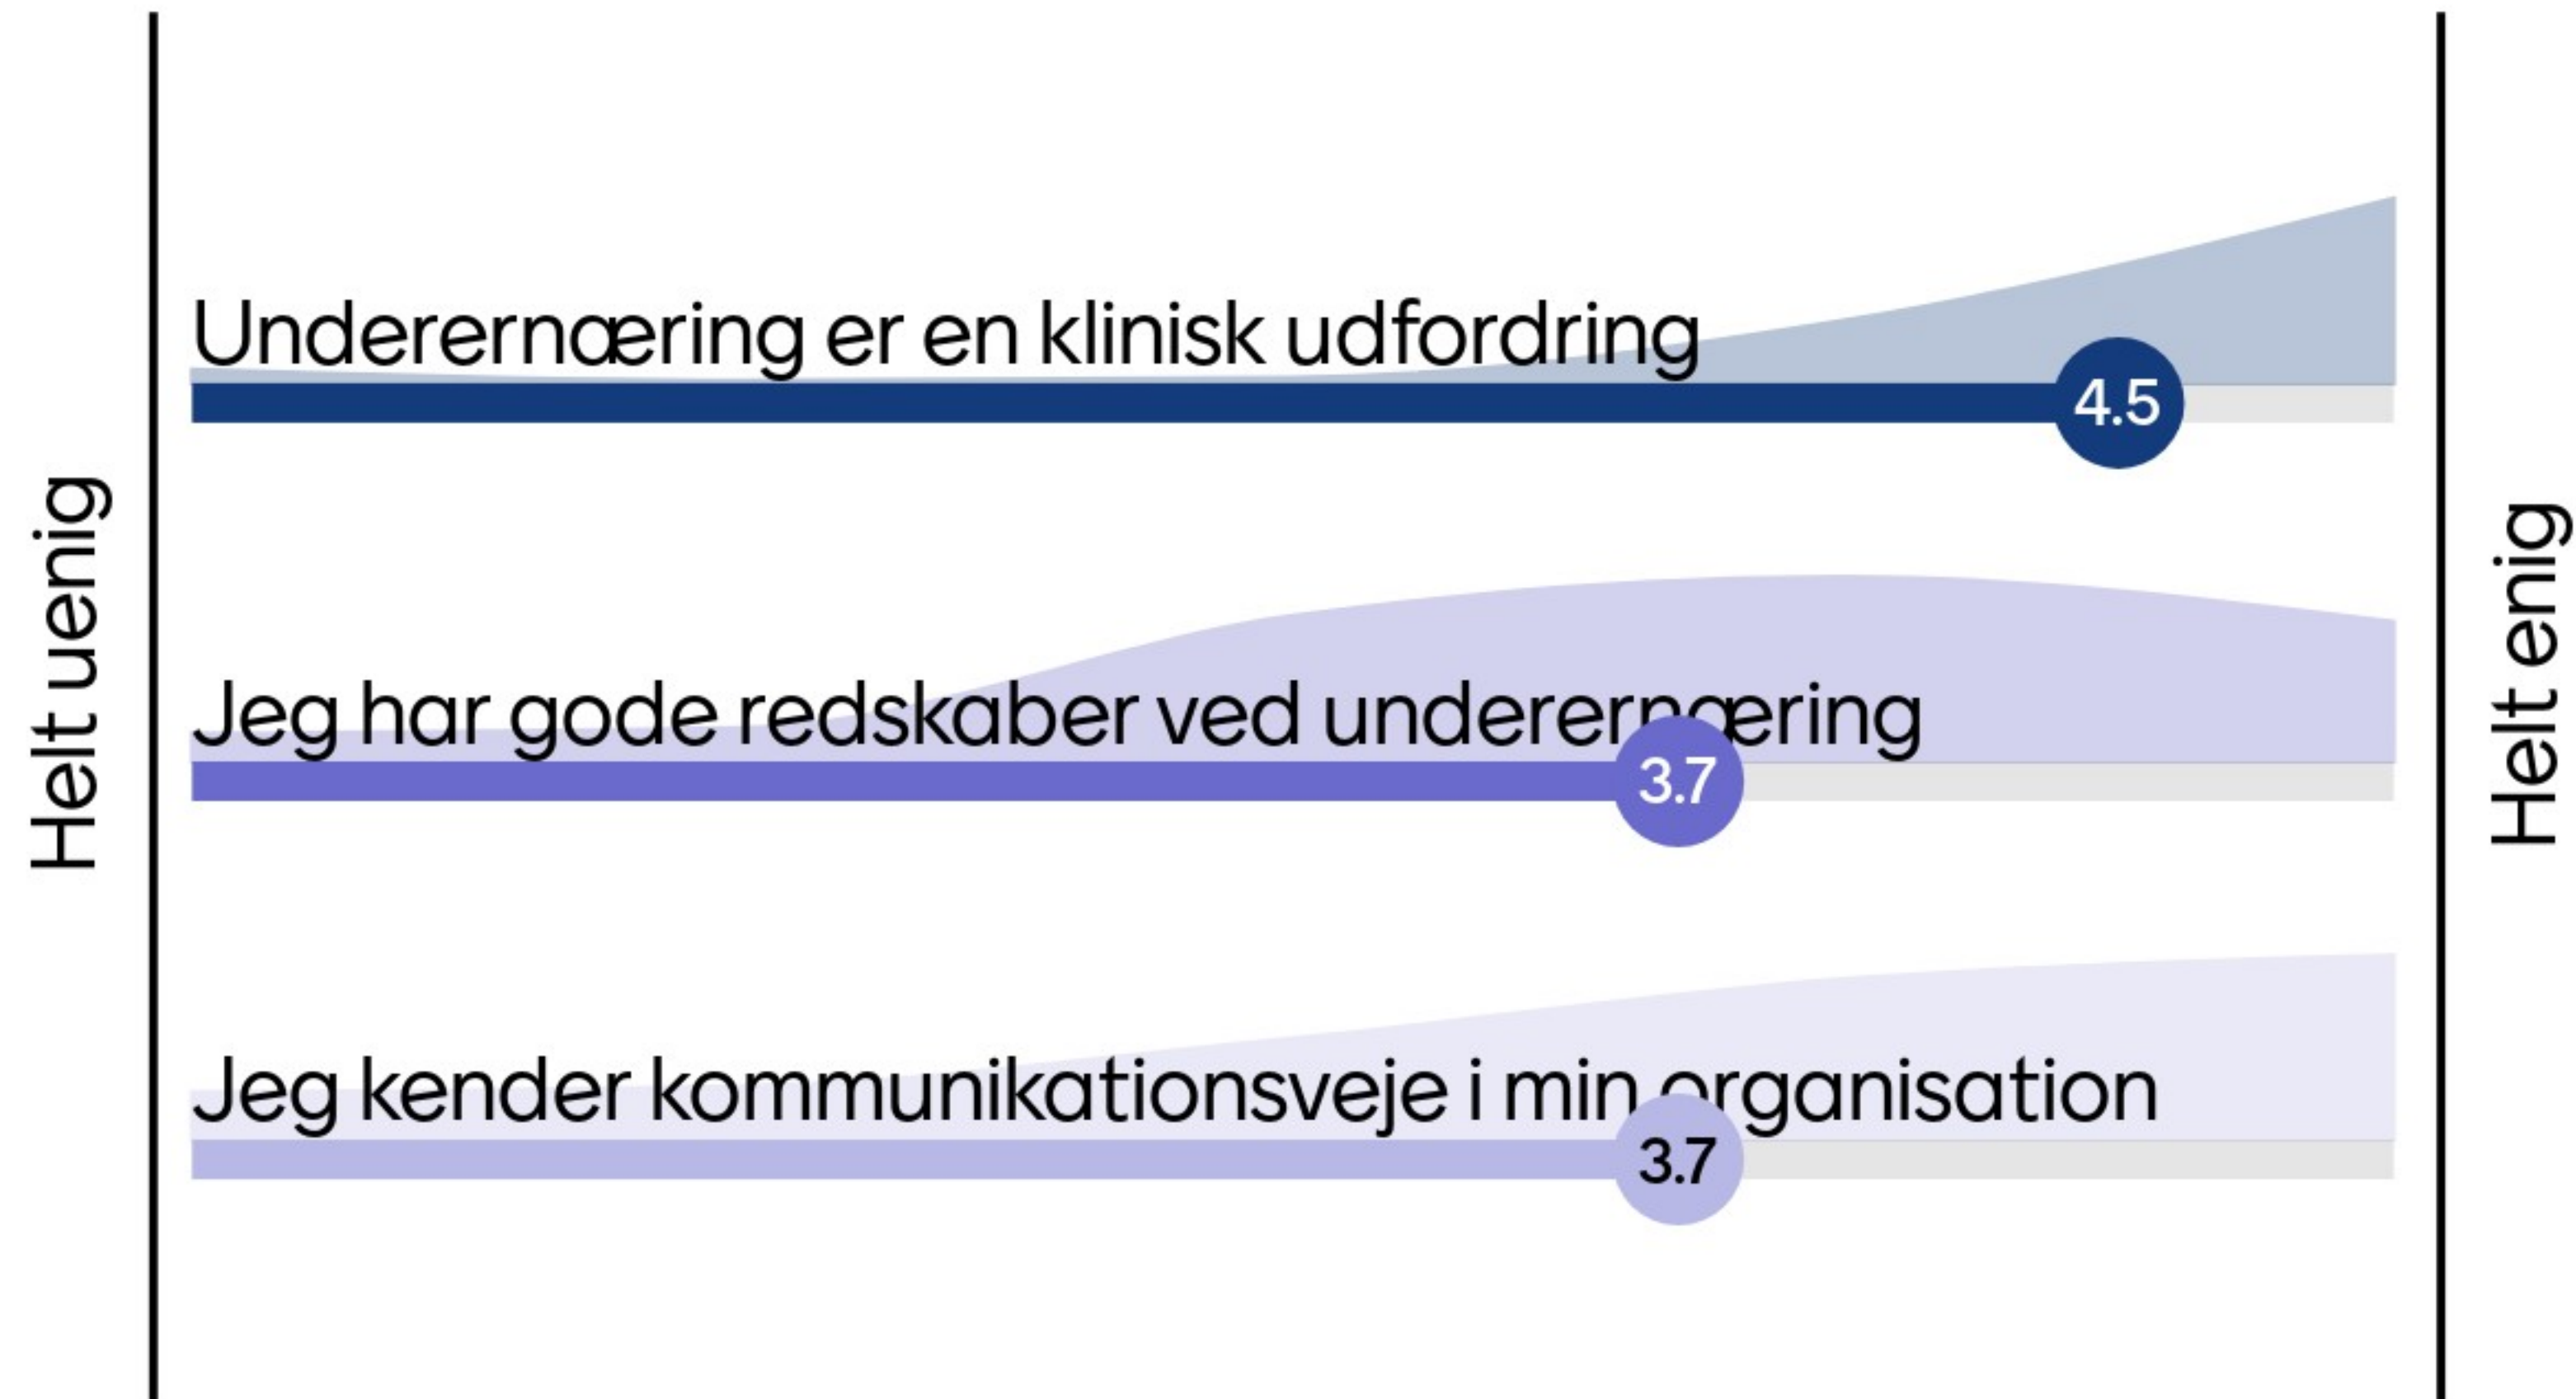 Helt uenig
Underernæring er en klinisk udfordring
4.5
Jeg har gode redskaber ved underernæring
3.7
Jeg kender kommunikationsveje i min organisation
3.7
Helt enig